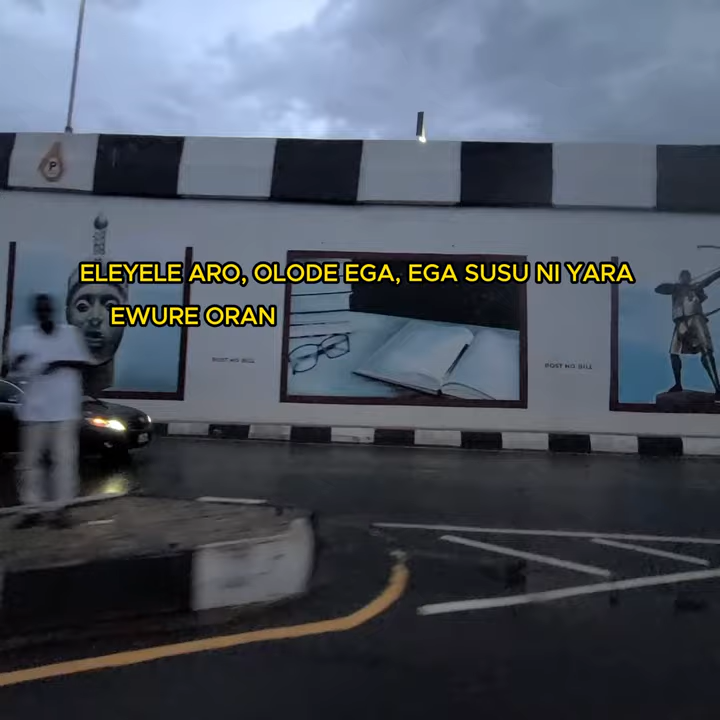 P
ELEYELE ARO, OLODE EGA, EGA SUSU NI YARA
EWURE ORAN
POST NO BILL
POST NO BILL